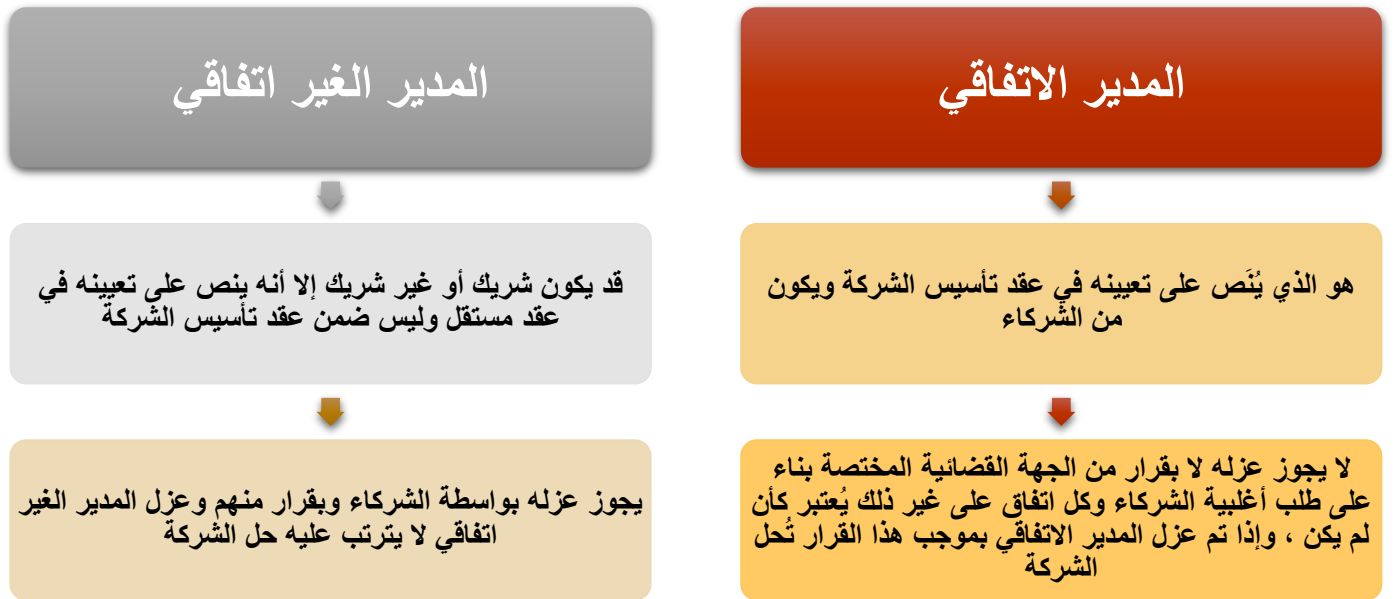 المدير الاتفاقي
هو الذي يُنَص على تعيينه في عقد تأسيس الشركة ويكون
من الشركاء
لا يجوز عزله لا بقرار من الجهة القضائية المختصة بناء
على طلب أغلبية الشركاء وكل اتفاق على غير ذلك يُعتبر كأن
لم يكن ، وإذا تم عزل المدير الاتفاقي بموجب هذا القرار تُحل
الشركة
المدير الغير اتفاقي
قد يكون شريك أو غير شريك إلا أنه ينص على تعيينه في
عقد مستقل وليس ضمن عقد تأسيس الشركة
يجوز عزله بواسطة الشركاء وبقرار منهم وعزل المدير الغير
اتفاقي لا يترتب عليه حل الشركة